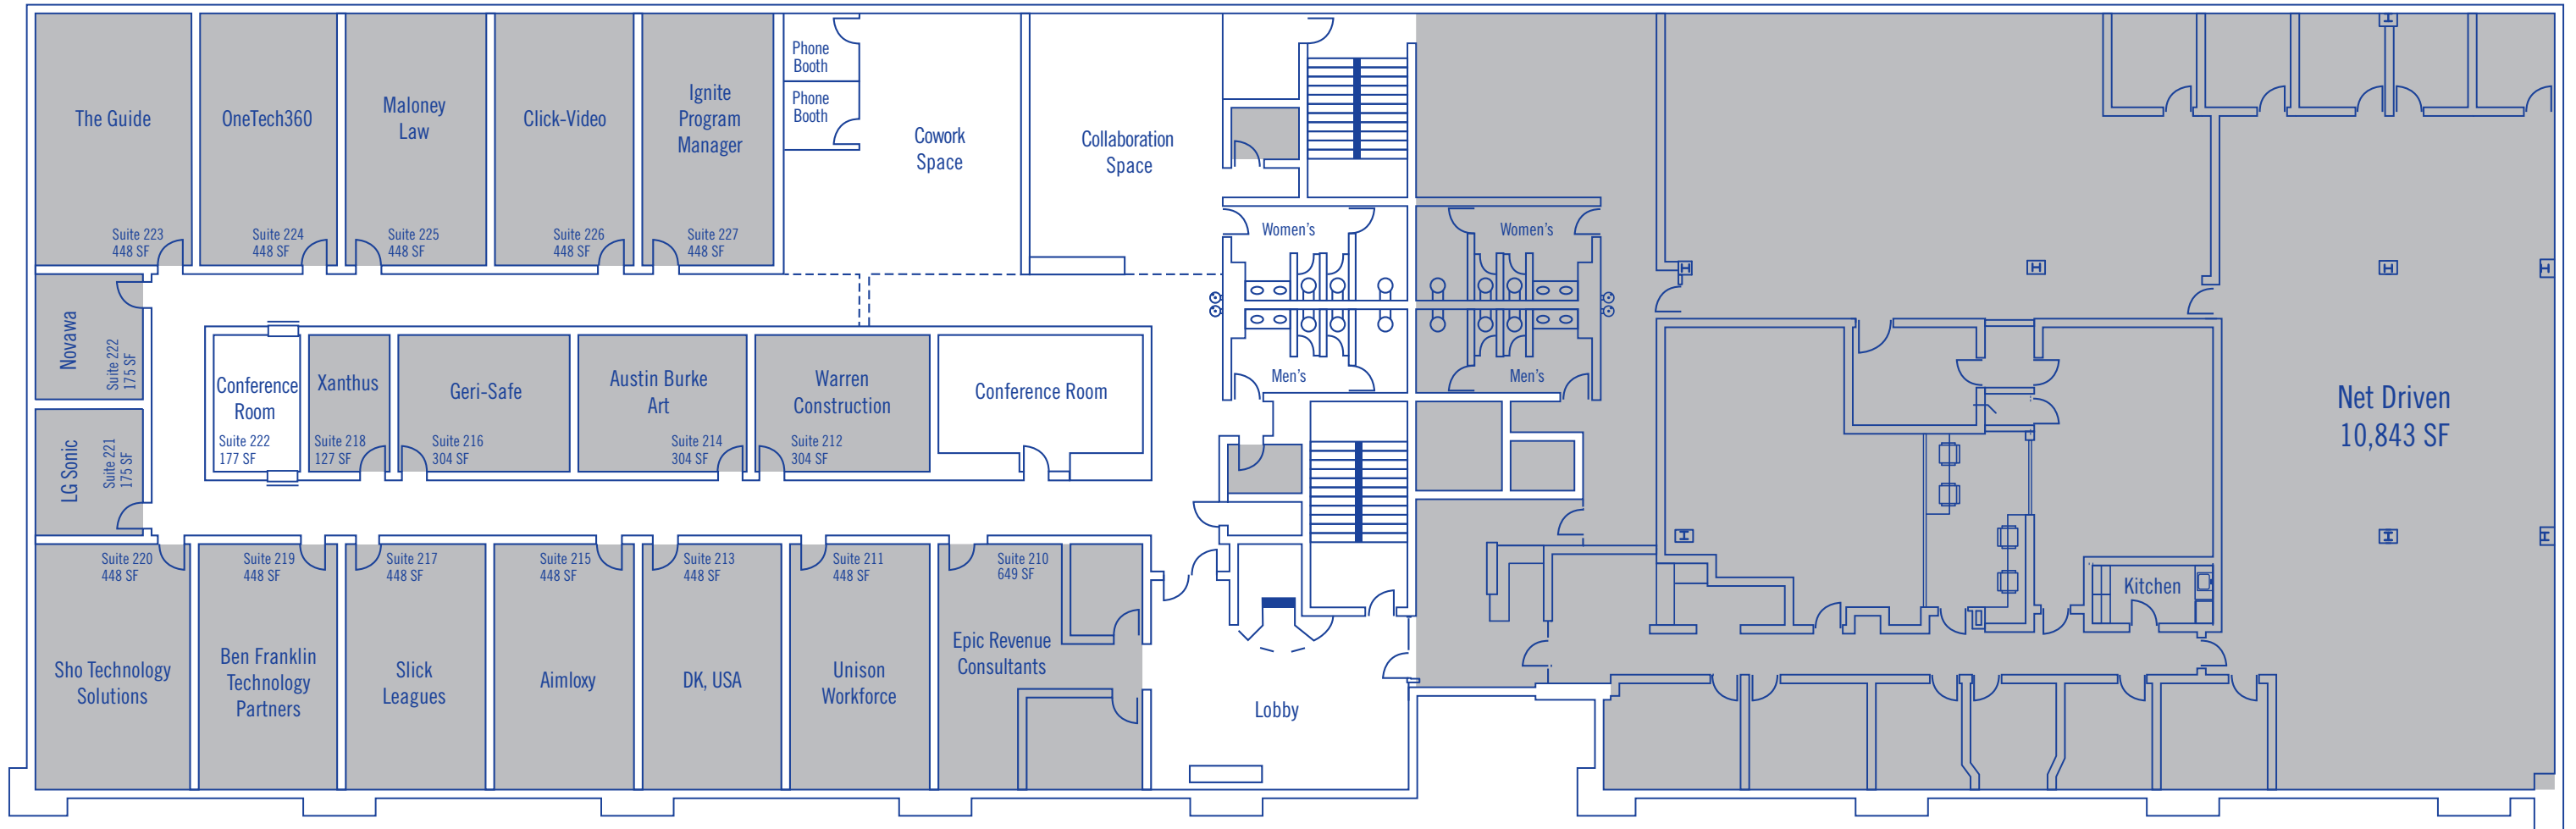 Phone
Booth
Phone
Booth
The Guide
OneTech360
Maloney
Law
Click-Video
Ignite
Program
Manager
Cowork
Space
Collaboration
Space
Suite 223
448 SF
Suite 224
448 SF
Suite 225
448 SF
Suite 226
448 SF
Suite 227
448 SF
Women's
Women's
Novawa
Suite 222
175 SF
Conference
Room
Suite 222
177 SF
Xanthus
Suite 218
127 SF
Geri-Safe
Suite 216
304 SF
Austin Burke
Art
Suite 214
304 SF
Warren
Construction
Suite 212
304 SF
Conference Room
Men's
Men's
Net Driven
10,843 SF
LG Sonic
Suite 221
175 SF
Suite 220
448 SF
Suite 219
448 SF
Suite 217
448 SF
Suite 215
448 SF
Suite 213
448 SF
Suite 211
448 SF
Suite 210
649 SF
Kitchen
Sho Technology
Solutions
Ben Franklin
Technology
Partners
Slick
Leagues
Aimloxy
DK, USA
Unison
Workforce
Epic Revenue
Consultants
Lobby